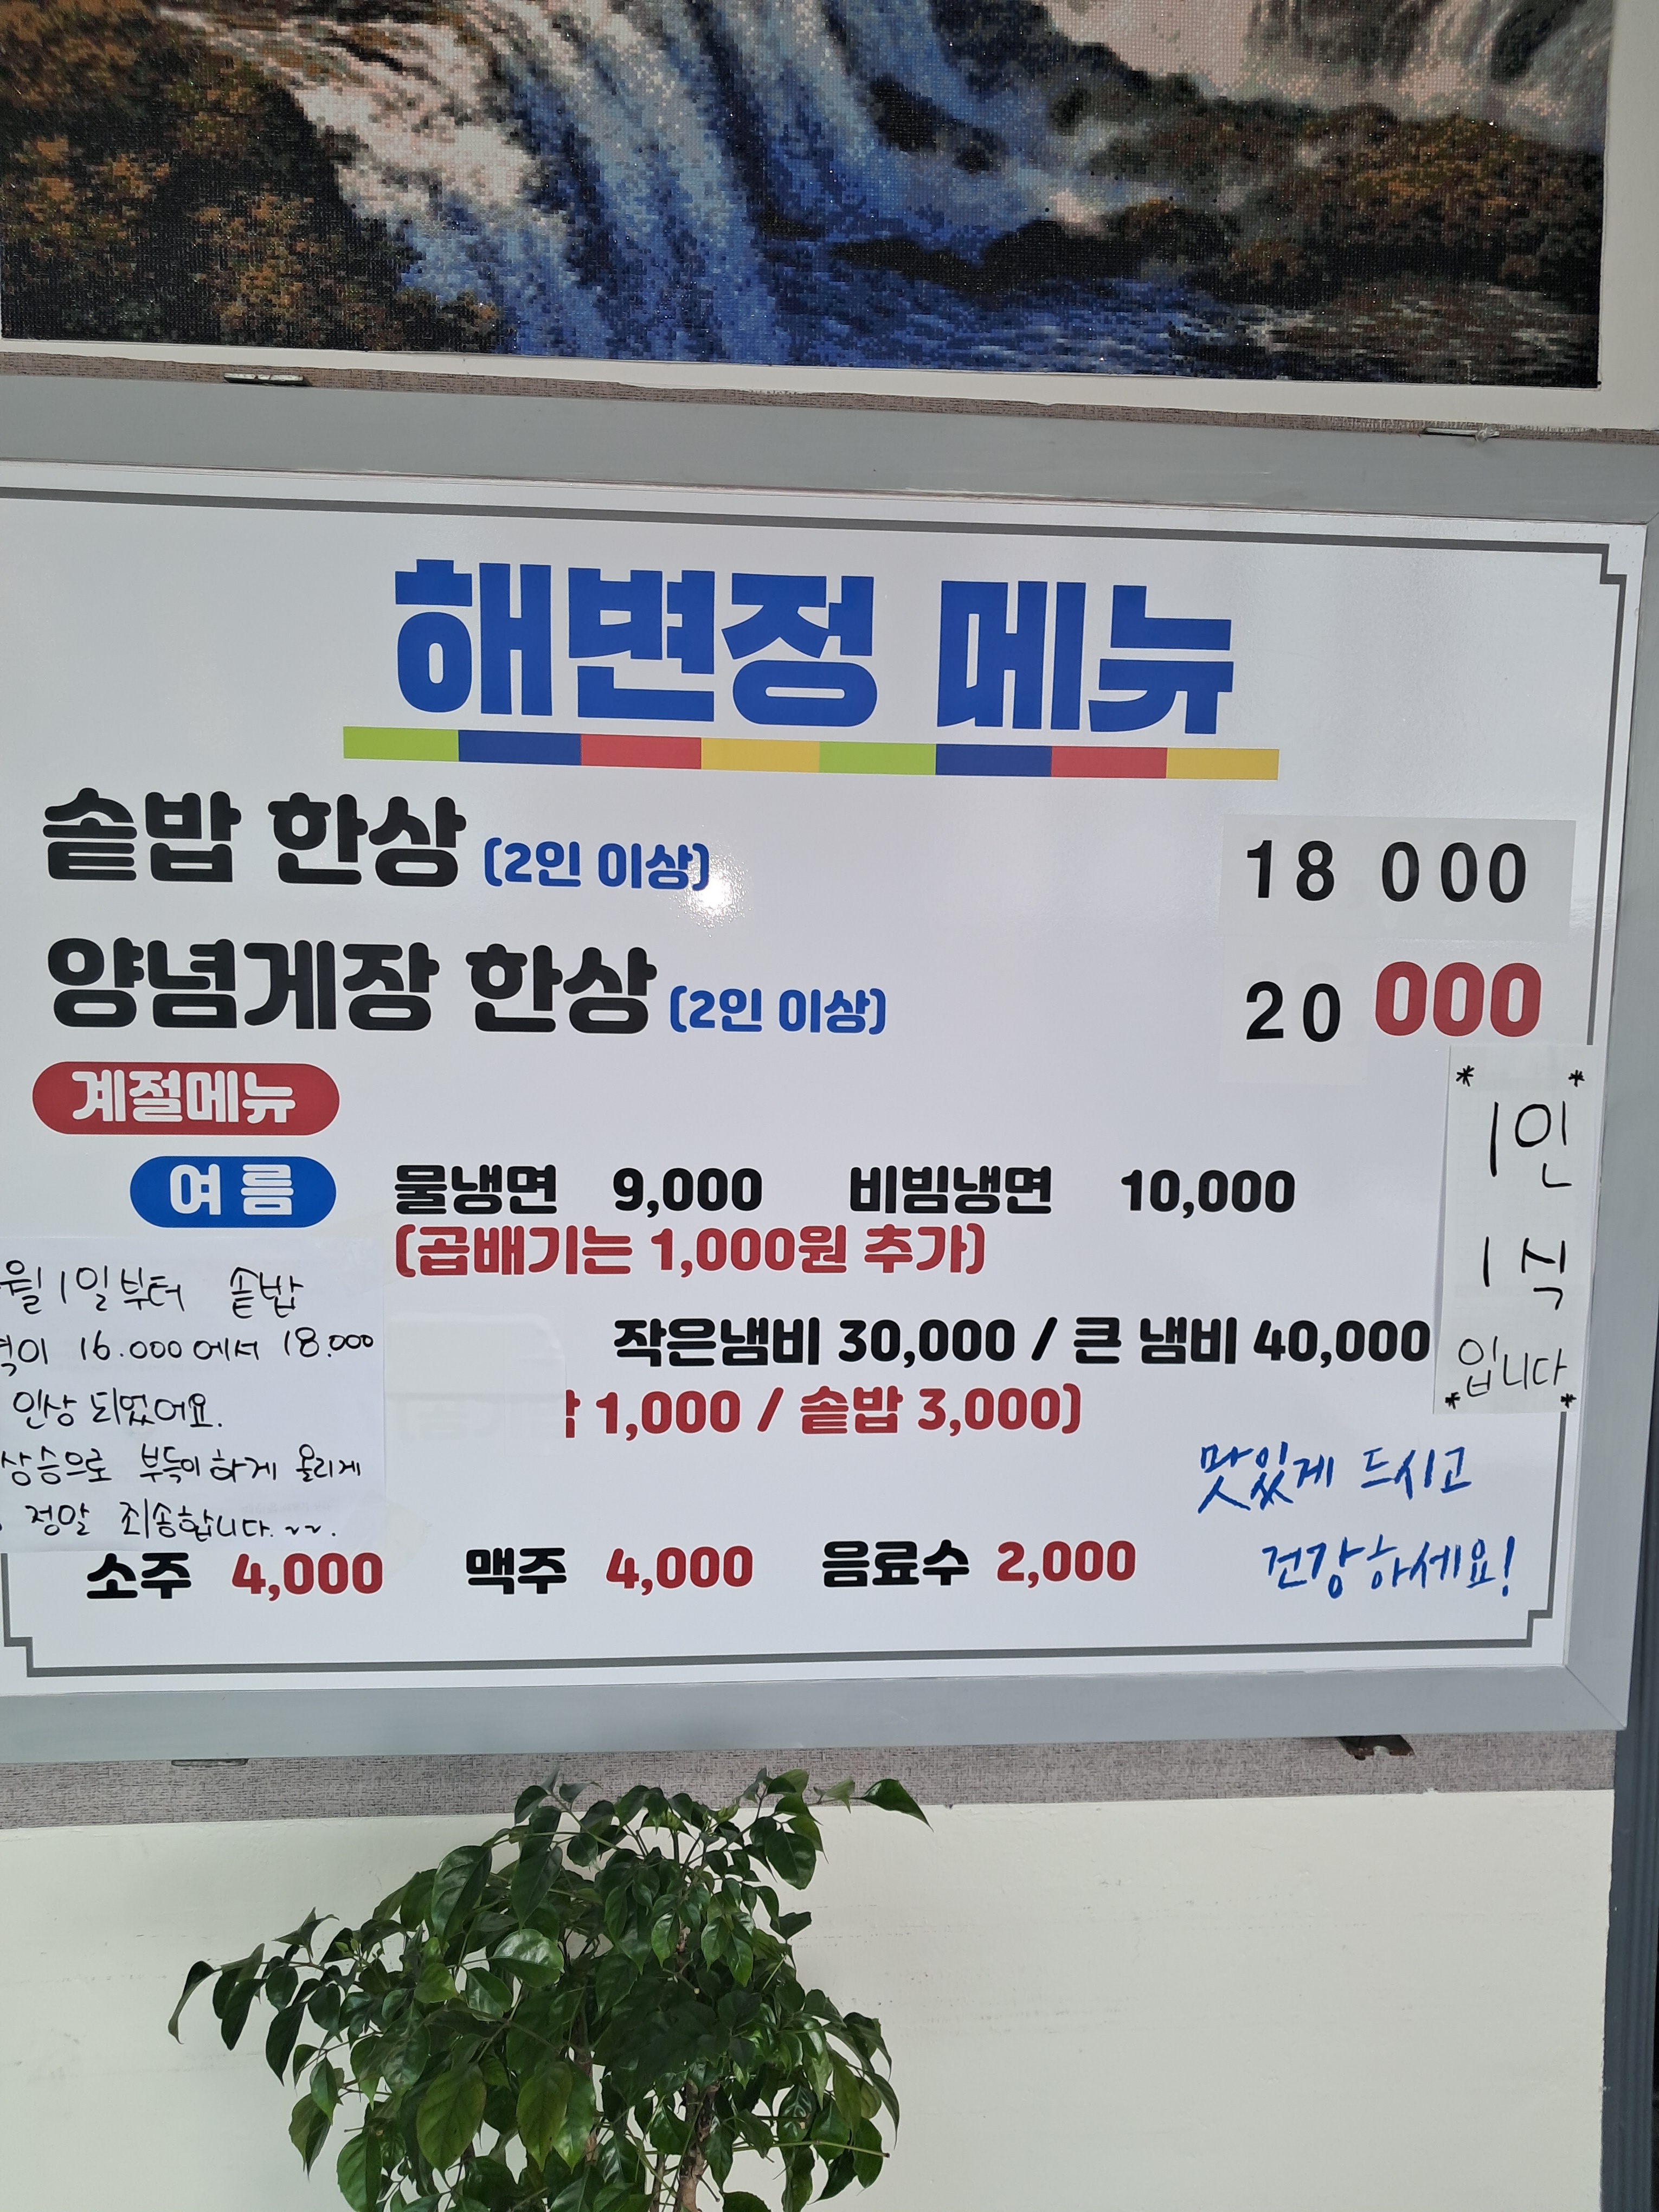 해변정 메뉴
솥밥 한상 (2인 이상) 18 000
양념게장 한상 (2인 이상) 20 000
계절메뉴
여름 물냉면 9,000 비빔냉면 10,000
(곱배기는 1,000원 추가)
작은냄비 30,000 / 큰 냄비 40,000
1,000 / 솥밥 3,000)
* *
1인
1식
입니다
* *
월 1일부터 솥밥
이 16.000에서 18.000
인상 되었어요.
상승으로 부득이하게 올리게
정말 죄송합니다.~~.
맛있게 드시고
건강하세요!
소주 4,000 맥주 4,000 음료수 2,000